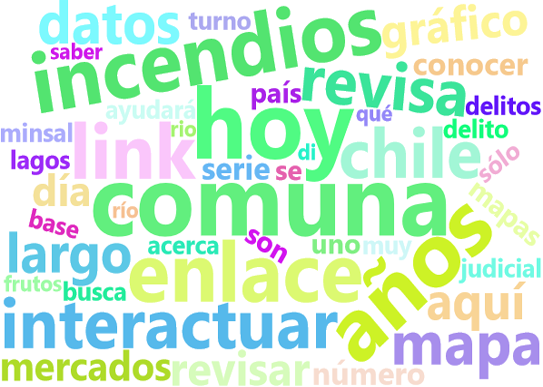 datos
turno
incendios
gráfico
saber
conocer
país
revisa
ayudará
hoy
qué
delitos
minsal
link
rio
chile
delito
lagos
serie
se
di
sólo
día
comuna
mapas
base
río
acerca
son
uno
muy
años
largo
enlace
judicial
frutos
busca
aquí
interactuar
mapa
mercados
revisar
número